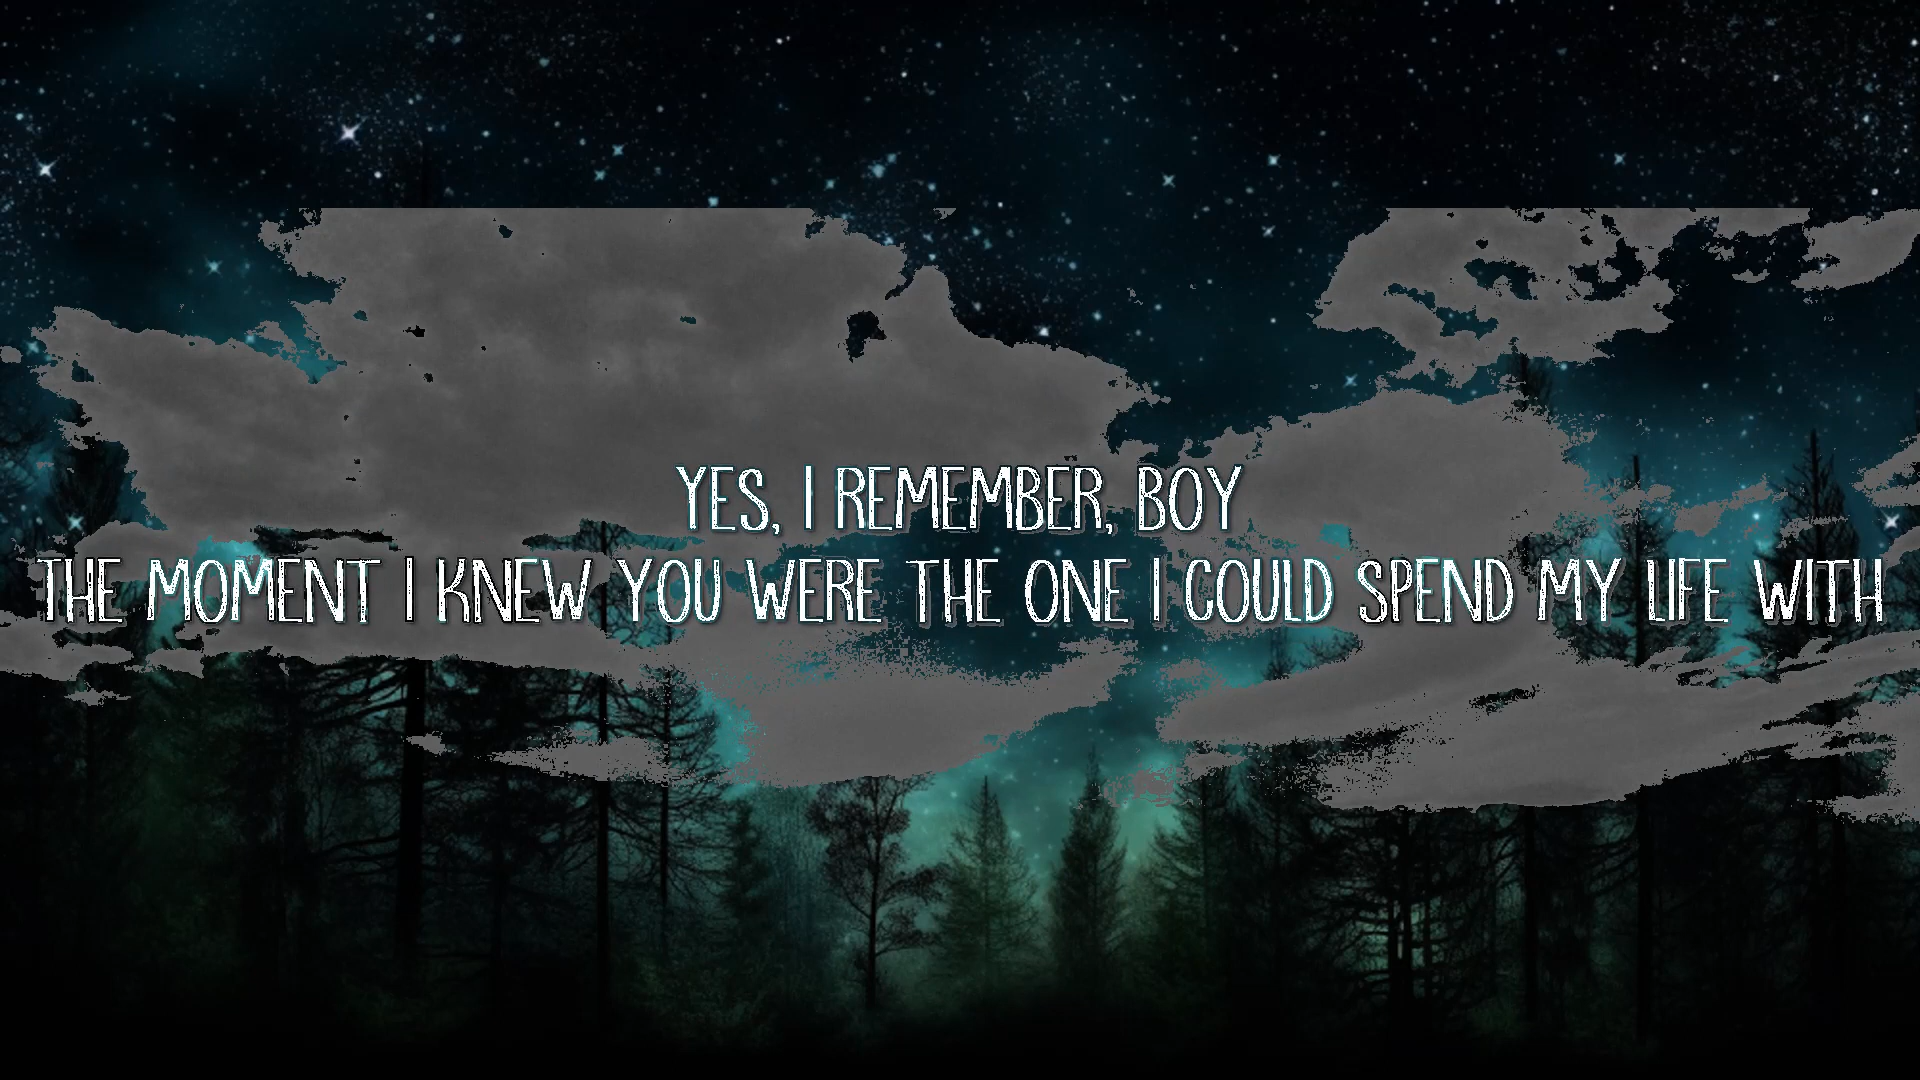 YES, I REMEMBER, BOY
THE MOMENT I KNEW YOU WERE THE ONE I COULD SPEND MY LIFE WITH